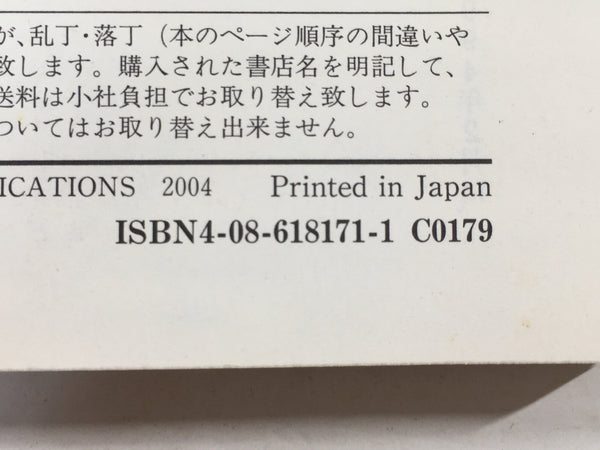 が、乱丁・落丁（本のページ順序の間違いや
致します。購入された書店名を明記して、
送料は小社負担でお取り替え致します。
ついてはお取り替え出来ません。
ICATIONS 2004 Printed in Japan
ISBN4-08-618171-1 C0179